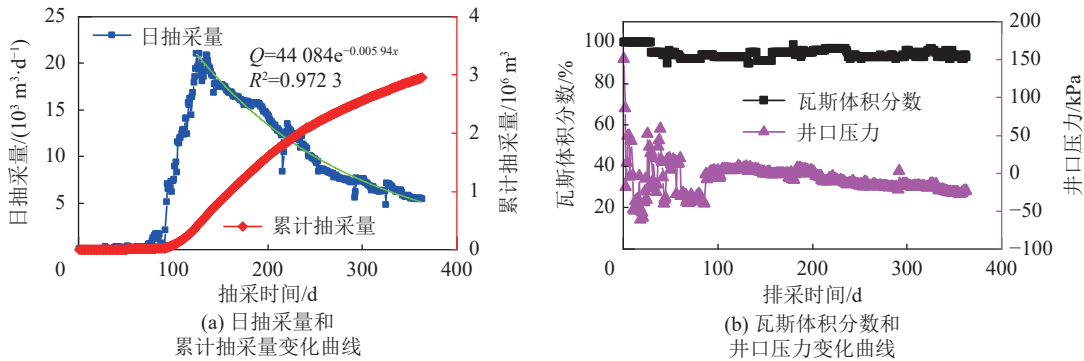 25
20
15
10
5
0
日抽采量/(10³ m³·d⁻¹)
日抽采量
Q=44 084e⁻⁰·⁰⁰⁵ ⁹⁴ˣ
R²=0.972 3
累计抽采量
4
3
2
1
0
累计抽采量/10⁶ m³
0 100 200 300 400
抽采时间/d
(a) 日抽采量和
累计抽采量变化曲线
100
80
60
40
20
瓦斯体积分数/%
瓦斯体积分数
井口压力
200
150
100
50
0
−50
−100
井口压力/kPa
0 100 200 300 400
排采时间/d
(b) 瓦斯体积分数和
井口压力变化曲线